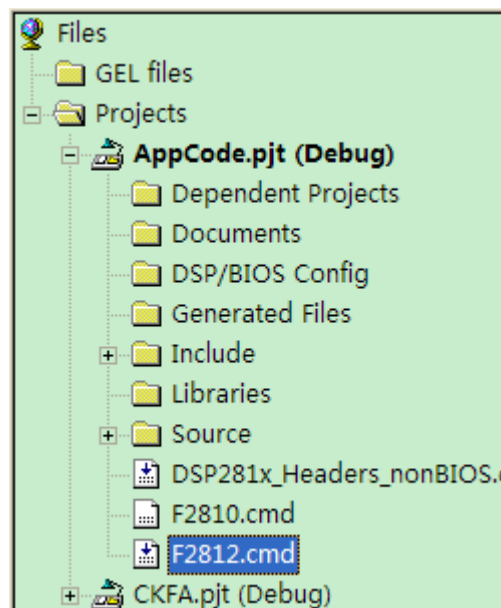 Files
GEL files
Projects
AppCode.pjt (Debug)
Dependent Projects
Documents
DSP/BIOS Config
Generated Files
Include
Libraries
Source
DSP281x_Headers_nonBIOS.c
F2810.cmd
F2812.cmd
CKFA.pjt (Debug)